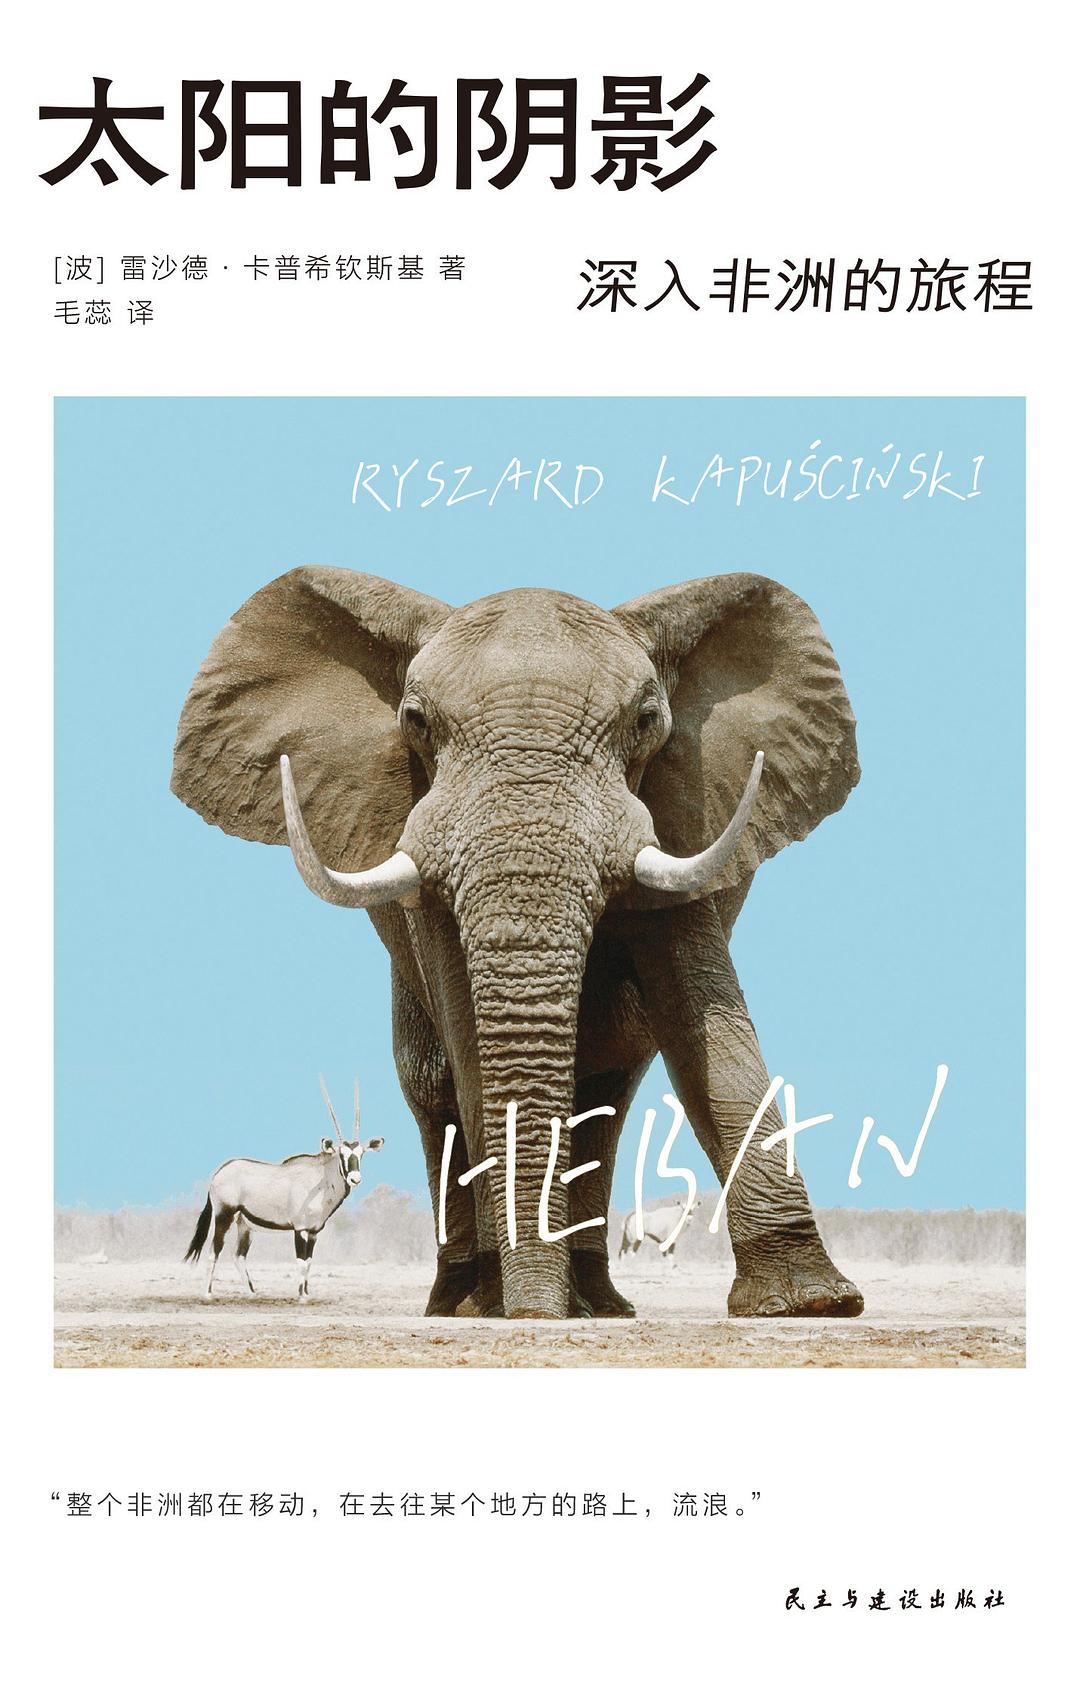 太阳的阴影
[波] 雷沙德·卡普希钦斯基 著
毛蕊 译
深入非洲的旅程
RYSZARD KAPUŚCIŃSKI
HEBAN
“整个非洲都在移动，在去往某个地方的路上，流浪。”
民主与建设出版社